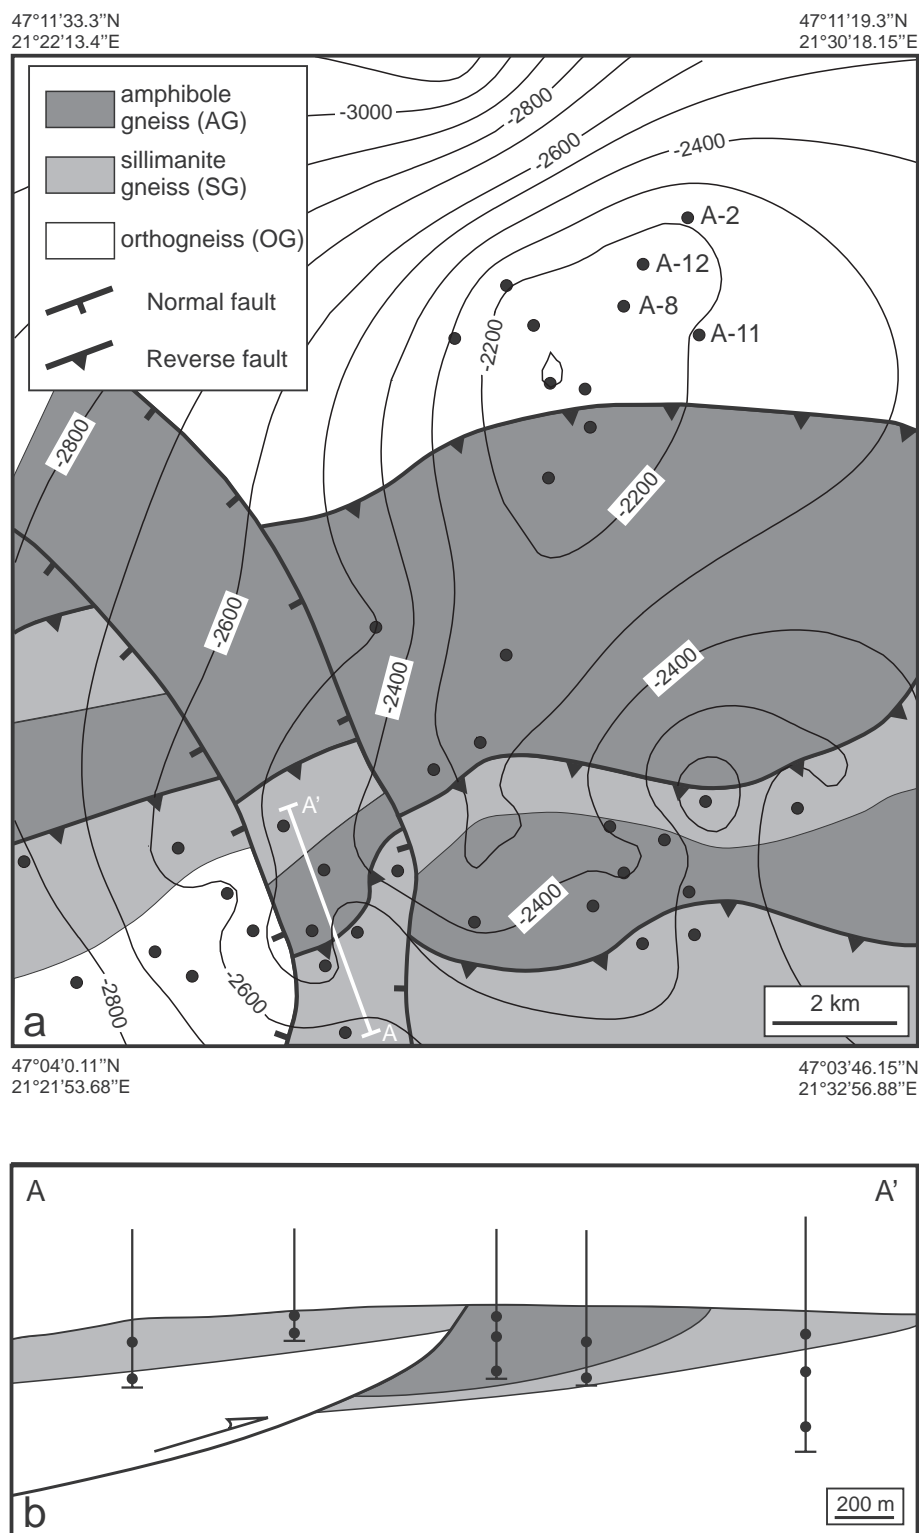 47°11'33.3"N
21°22'13.4"E
47°11'19.3"N
21°30'18.15"E
amphibole
gneiss (AG)
sillimanite
gneiss (SG)
orthogneiss (OG)
Normal fault
Reverse fault
-3000
-2800
-2600
-2400
A-2
A-12
A-8
A-11
-2200
-2800
-2200
-2600
-2400
-2400
A'
-2400
-2600
-2800
A
a
2 km
47°04'0.11"N
21°21'53.68"E
47°03'46.15"N
21°32'56.88"E
A
A'
b
200 m